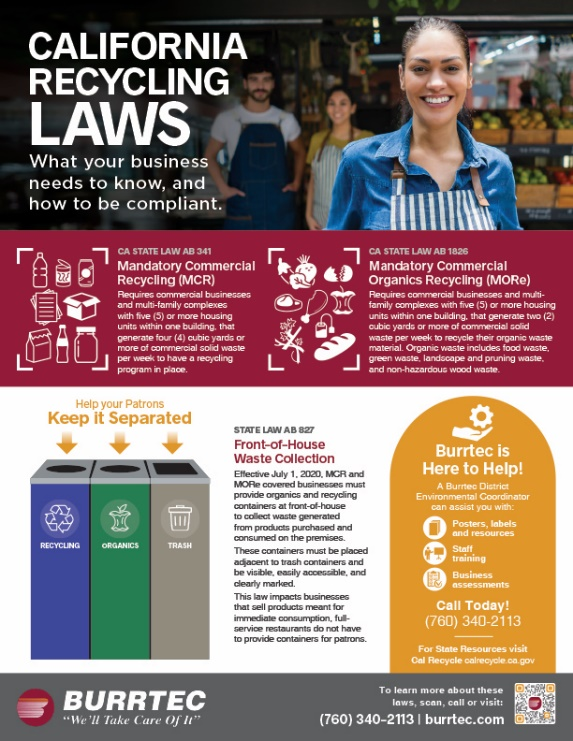 CALIFORNIA
RECYCLING
LAWS
What your business
needs to know, and
how to be compliant.
CA STATE LAW AB 341
Mandatory Commercial
Recycling (MCR)
Requires commercial businesses
and multi-family complexes
with five (5) or more housing
units within one building, that
generate four (4) cubic yards or
more of commercial solid waste
per week to have a recycling
program in place.
CA STATE LAW AB 1826
Mandatory Commercial
Organics Recycling (MORe)
Requires commercial businesses and multi-
family complexes with five (5) or more housing
units within one building, that generate two (2)
cubic yards or more of commercial solid
waste per week to recycle their organic waste
material. Organic waste includes food waste,
green waste, landscape and pruning waste,
and non-hazardous wood waste.
Help your Patrons
Keep it Separated
RECYCLING
ORGANICS
TRASH
STATE LAW AB 827
Front-of-House
Waste Collection
Effective July 1, 2020, MCR and
MORe covered businesses must
provide organics and recycling
containers at front-of-house
to collect waste generated
from products purchased and
consumed on the premises.
These containers must be placed
adjacent to trash containers and
be visible, easily accessible, and
clearly marked.
This law impacts businesses
that sell products meant for
immediate consumption, full-
service restaurants do not have
to provide containers for patrons.
Burrtec is
Here to Help!
A Burrtec District
Environmental Coordinator
can assist you with:
Posters, labels
and resources
Staff
training
Business
assessments
Call Today!
(760) 340-2113
For State Resources visit
Cal Recycle calrecycle.ca.gov
BURRTEC
"We'll Take Care Of It"
To learn more about these
laws, scan, call or visit:
(760) 340-2113 | burrtec.com